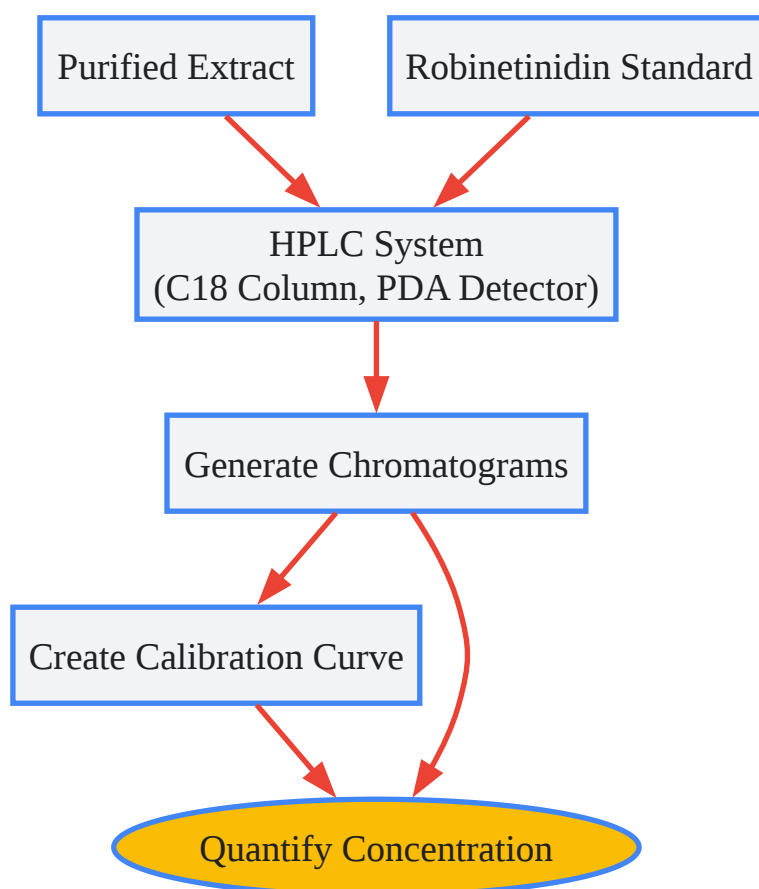 Purified Extract
Robinetinidin Standard
HPLC System
(C18 Column, PDA Detector)
Generate Chromatograms
Create Calibration Curve
Quantify Concentration